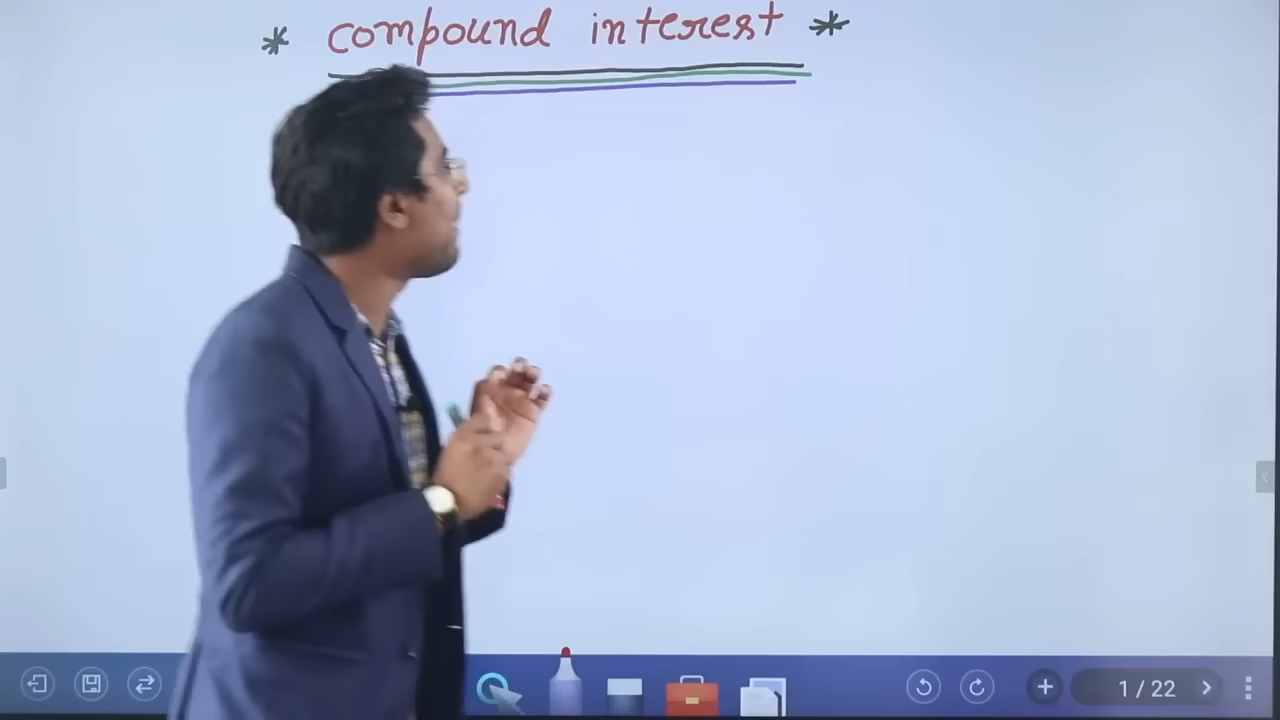 * compound interest *
1 / 22